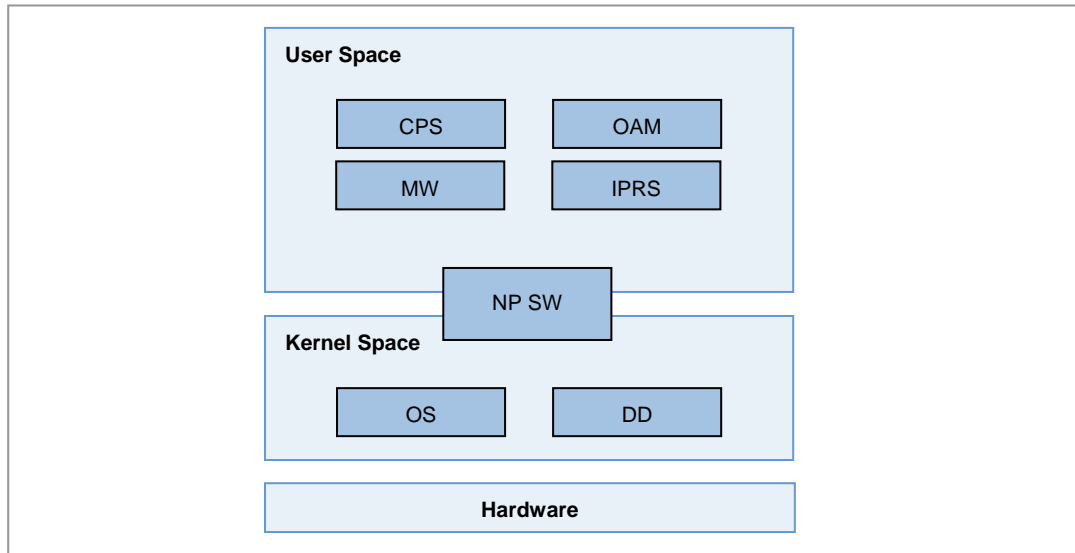 User Space
CPS
OAM
MW
IPRS
NP SW
Kernel Space
OS
DD
Hardware